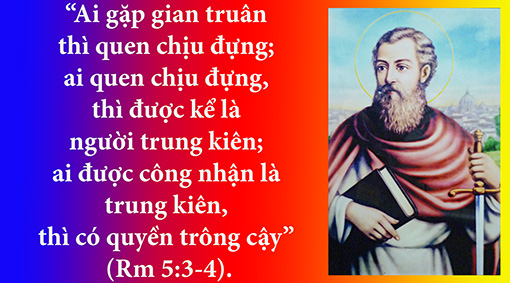 “Ai gặp gian truân
thì quen chịu đựng;
ai quen chịu đựng,
thì được kể là
người trung kiên;
ai được công nhận là
trung kiên,
thì có quyền trông cậy”
(Rm 5:3-4).